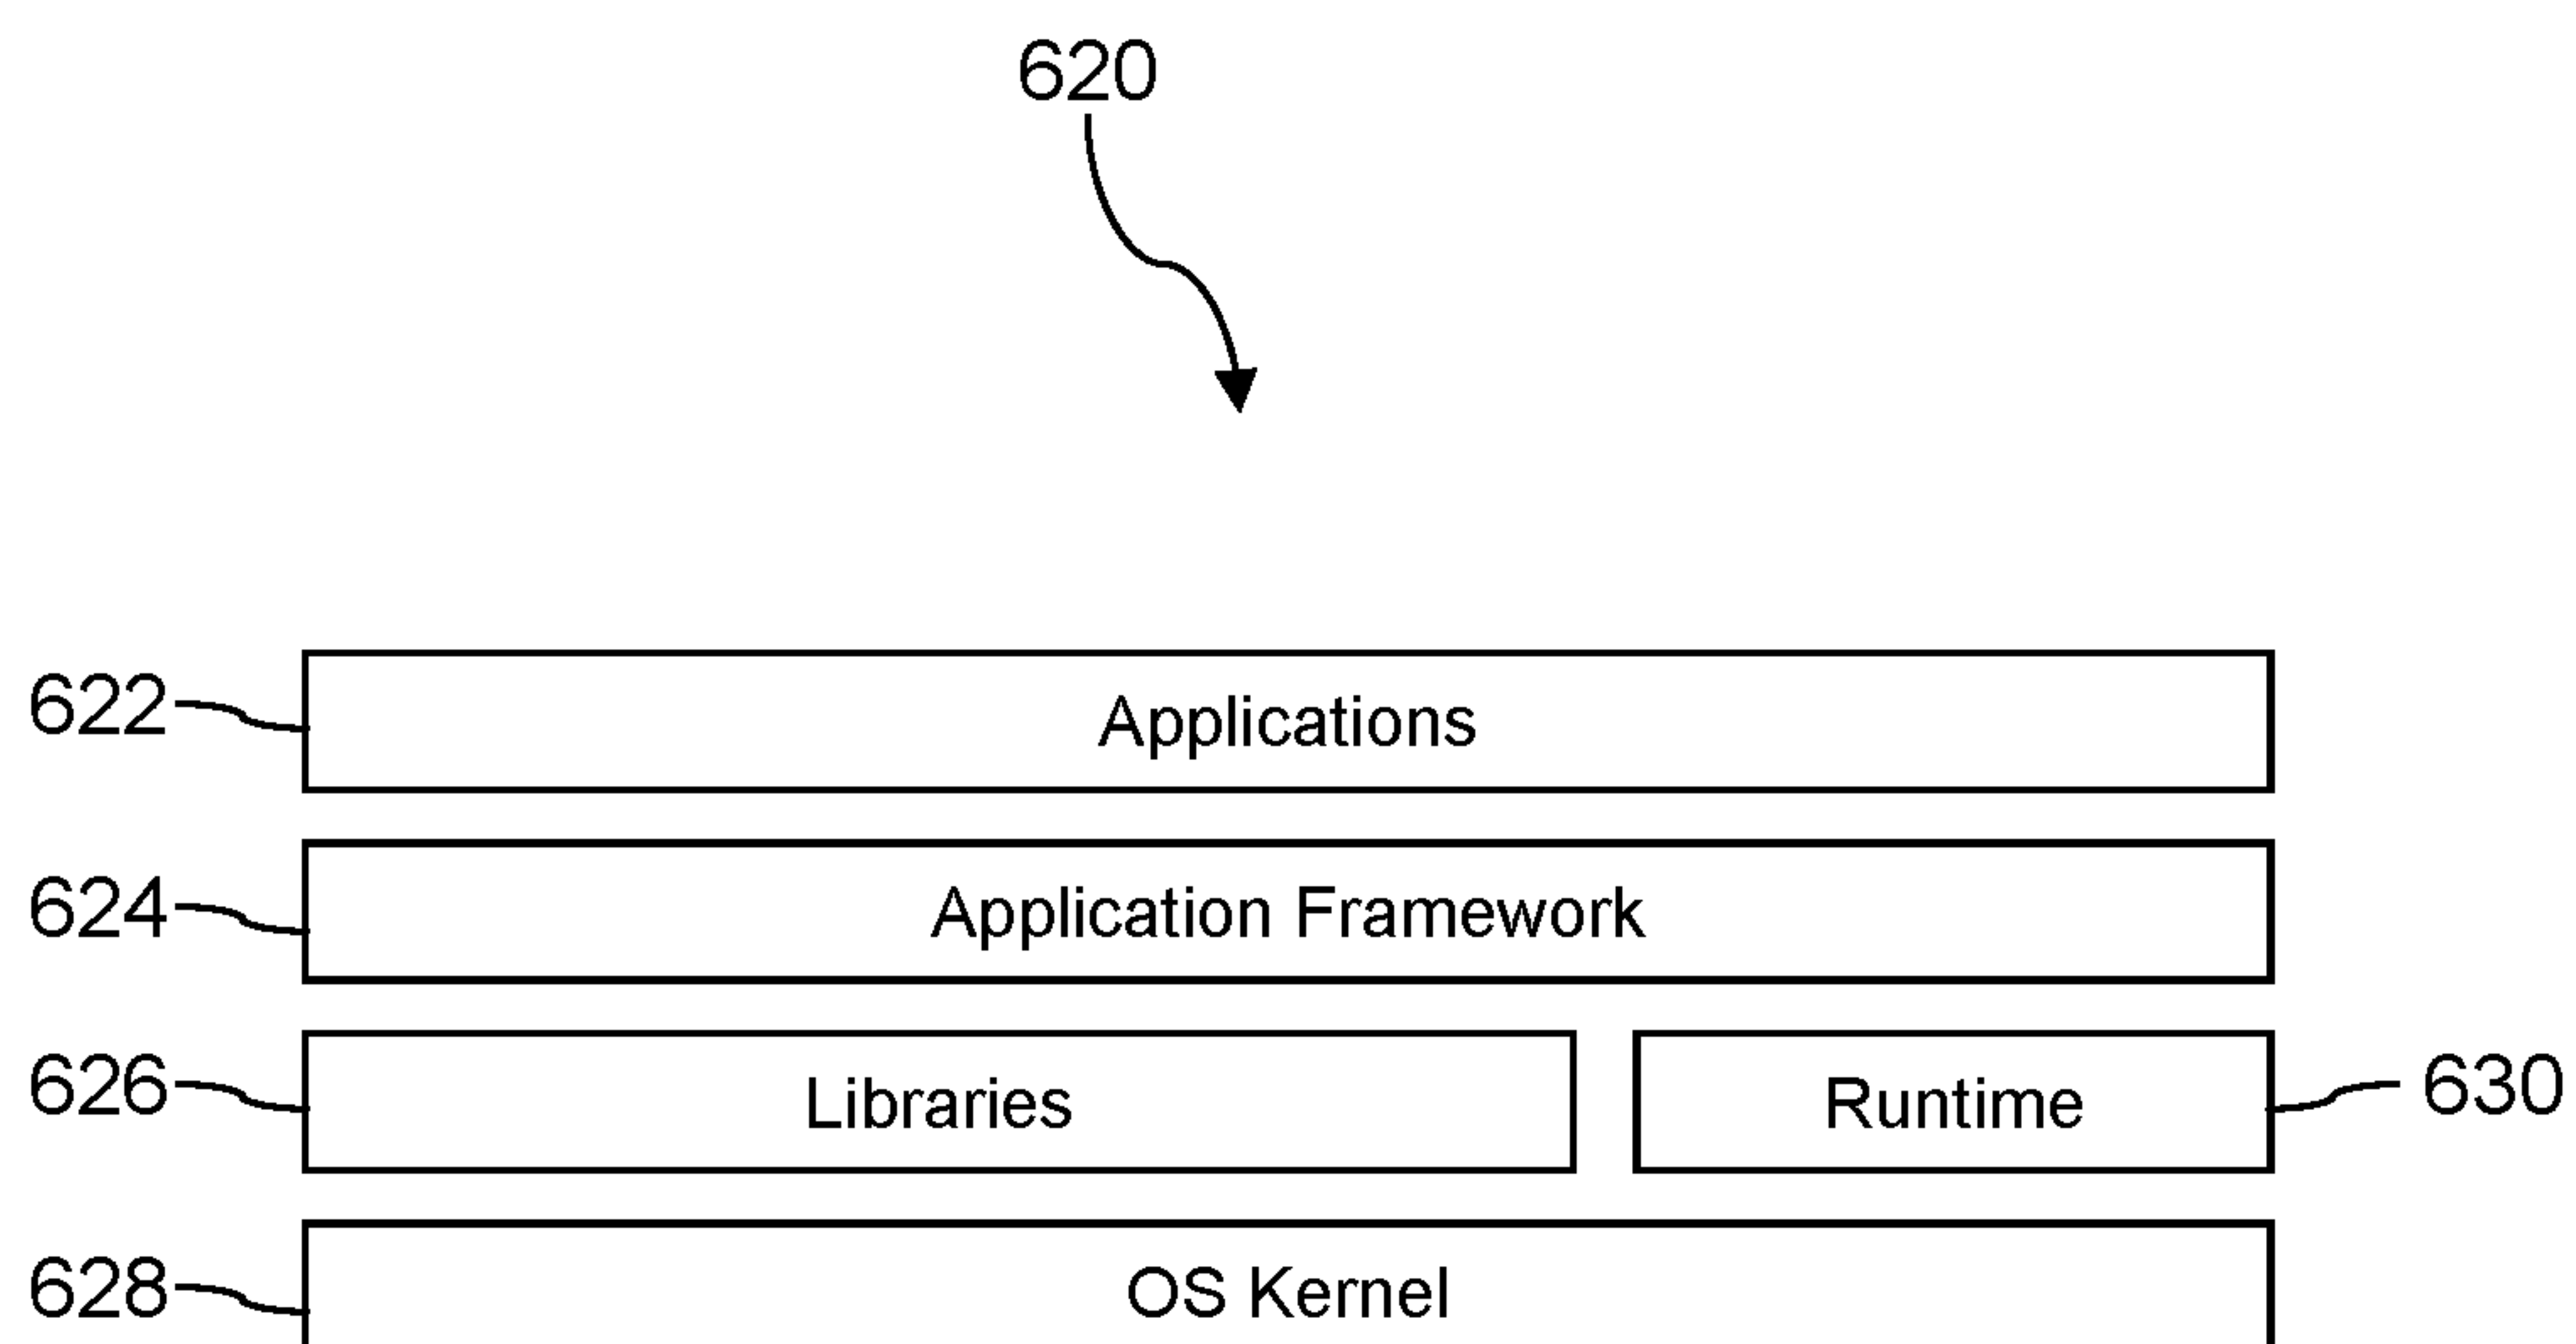 620
622 Applications
624 Application Framework
626 Libraries Runtime 630
628 OS Kernel